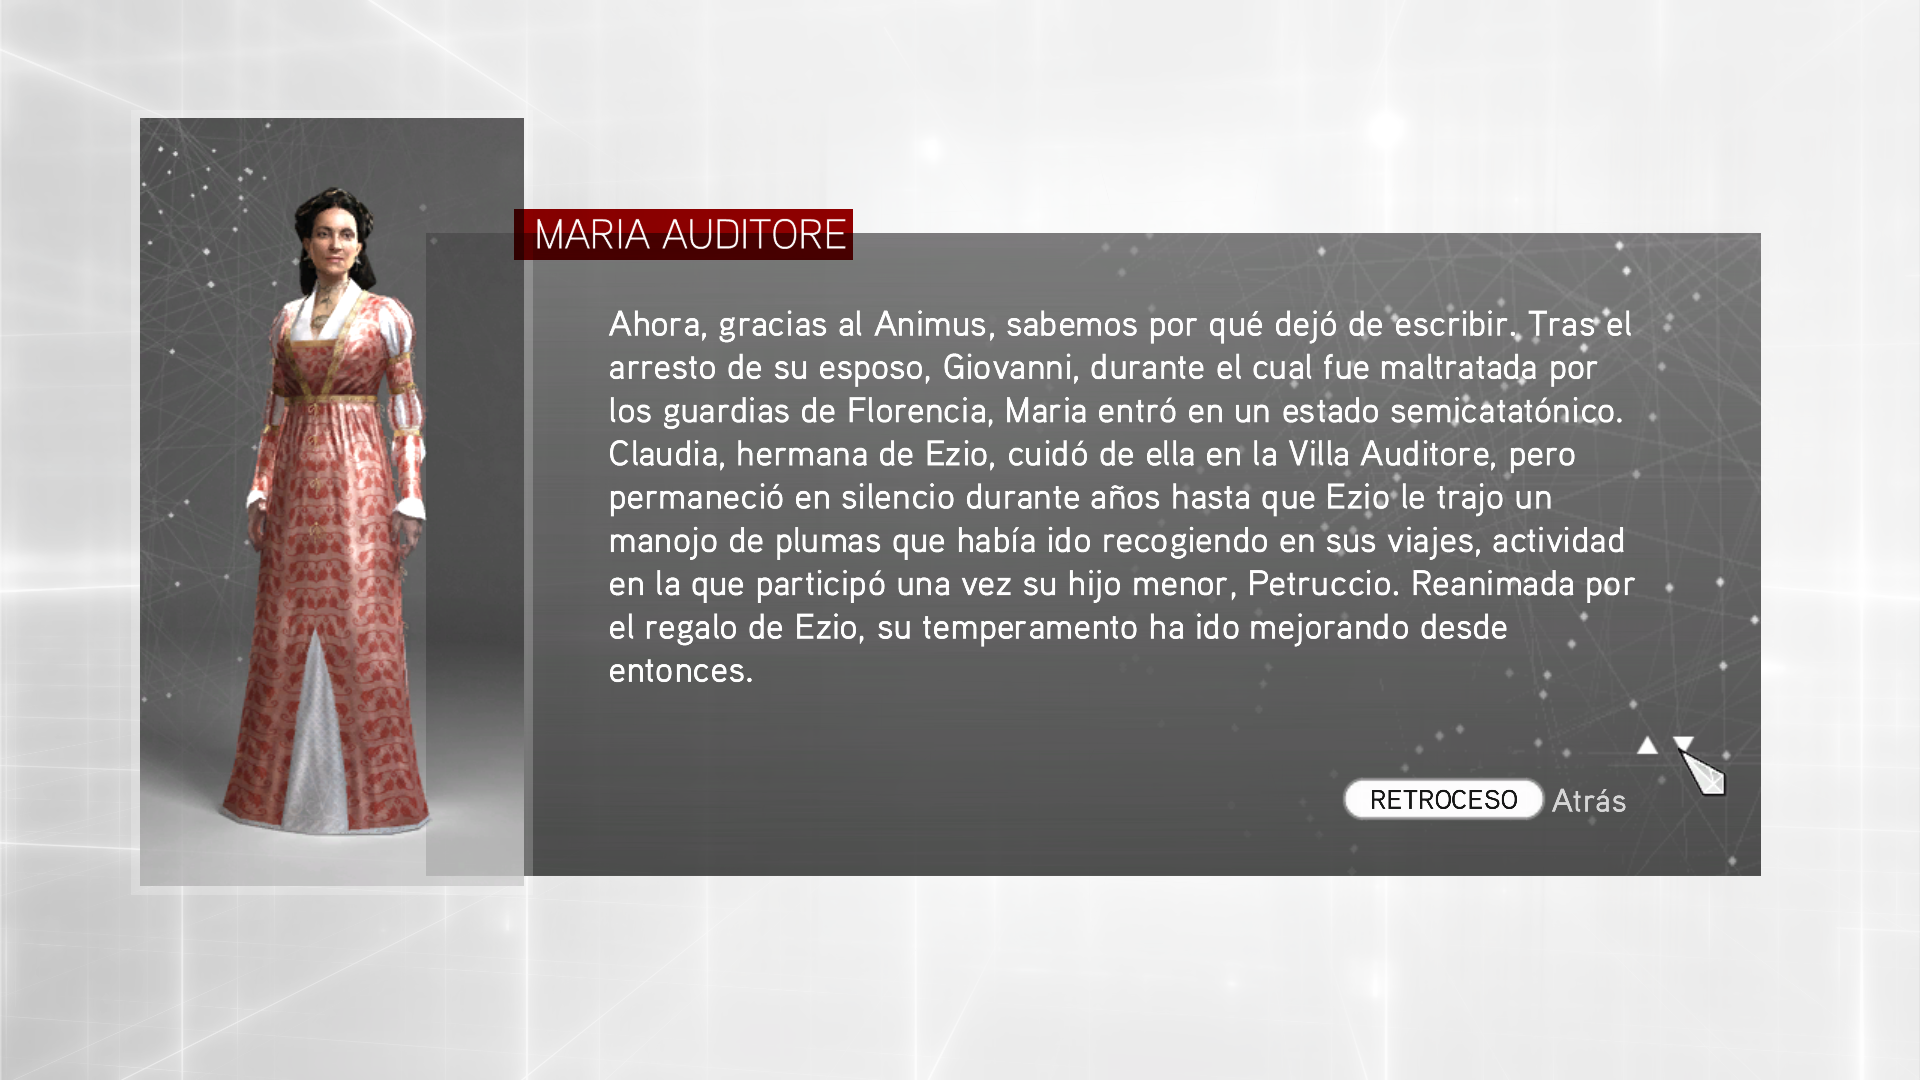 MARIA AUDITORE
Ahora, gracias al Animus, sabemos por qué dejó de escribir. Tras el
arresto de su esposo, Giovanni, durante el cual fue maltratada por
los guardias de Florencia, Maria entró en un estado semicatatónico.
Claudia, hermana de Ezio, cuidó de ella en la Villa Auditore, pero
permaneció en silencio durante años hasta que Ezio le trajo un
manojo de plumas que había ido recogiendo en sus viajes, actividad
en la que participó una vez su hijo menor, Petruccio. Reanimada por
el regalo de Ezio, su temperamento ha ido mejorando desde
entonces.
RETROCESO Atrás